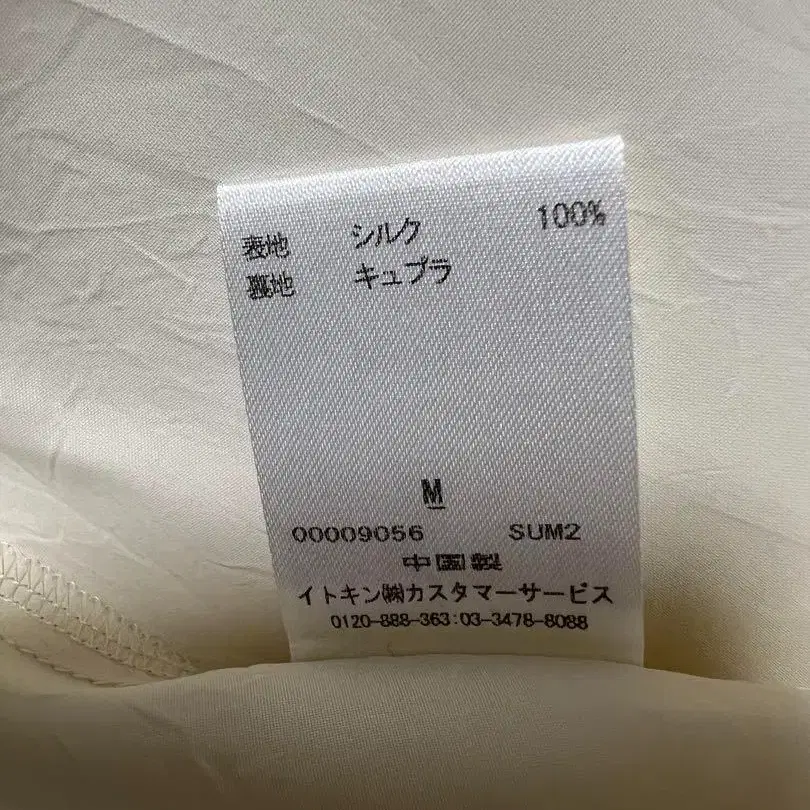 表地 シルク 100%
裏地 キュプラ
M
00009056 SUM2
中国製
イトキン㈱カスタマーサービス
0120-888-363:03-3478-8088